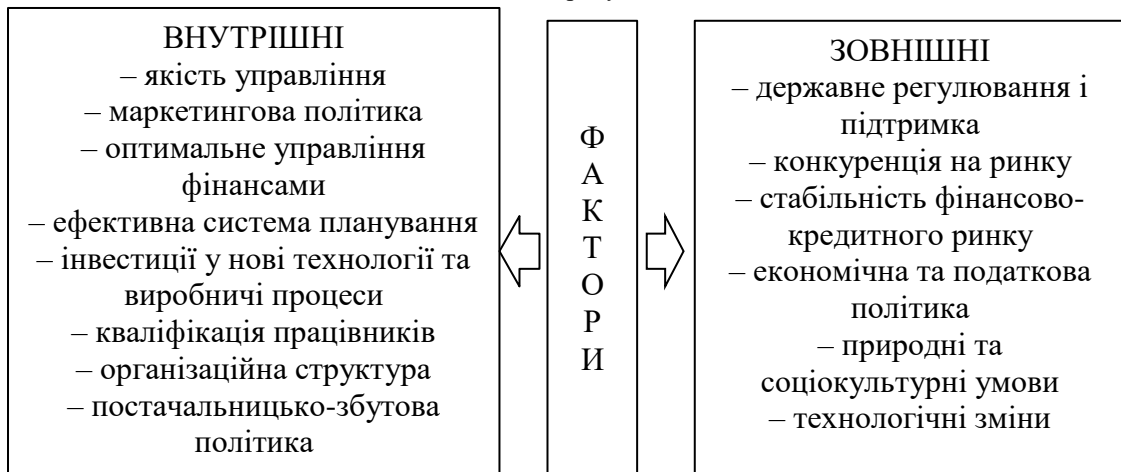 ВНУТРІШНІ
– якість управління
– маркетингова політика
– оптимальне управління
фінансами
– ефективна система планування
– інвестиції у нові технології та
виробничі процеси
– кваліфікація працівників
– організаційна структура
– постачальницько-збутова
політика
Ф
А
К
Т
О
Р
И
ЗОВНІШНІ
– державне регулювання і
підтримка
– конкуренція на ринку
– стабільність фінансово-
кредитного ринку
– економічна та податкова
політика
– природні та
соціокультурні умови
– технологічні зміни